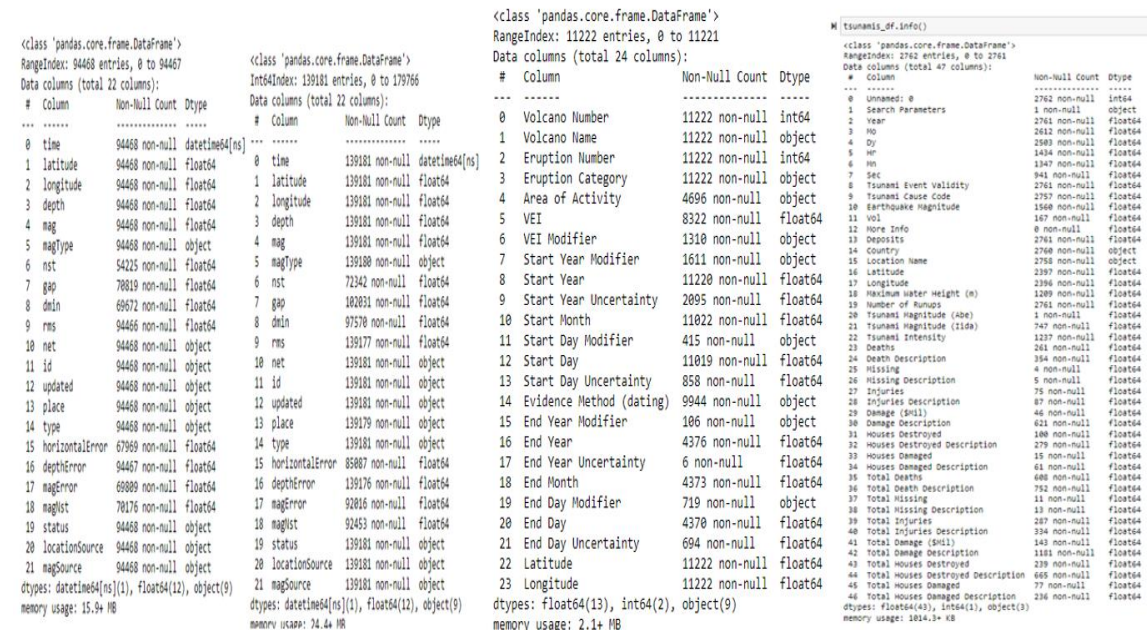 <class 'pandas.core.frame.DataFrame'>
RangeIndex: 94468 entries, 0 to 94467
Data columns (total 22 columns):
# Column Non-Null Count Dtype
--- ------ -------------- -----
0 time 94468 non-null datetime64[ns]
1 latitude 94468 non-null float64
2 longitude 94468 non-null float64
3 depth 94468 non-null float64
4 mag 94468 non-null float64
5 magType 94468 non-null object
6 nst 54225 non-null float64
7 gap 70819 non-null float64
8 dmin 69672 non-null float64
9 rms 94466 non-null float64
10 net 94468 non-null object
11 id 94468 non-null object
12 updated 94468 non-null object
13 place 94468 non-null object
14 type 94468 non-null object
15 horizontalError 67969 non-null float64
16 depthError 94467 non-null float64
17 magError 69809 non-null float64
18 magNst 70176 non-null float64
19 status 94468 non-null object
20 locationSource 94468 non-null object
21 magSource 94468 non-null object
dtypes: datetime64[ns](1), float64(12), object(9)
memory usage: 15.9+ MB
<class 'pandas.core.frame.DataFrame'>
Int64Index: 139181 entries, 0 to 179766
Data columns (total 22 columns):
# Column Non-Null Count Dtype
--- ------ -------------- -----
0 time 139181 non-null datetime64[ns]
1 latitude 139181 non-null float64
2 longitude 139181 non-null float64
3 depth 139181 non-null float64
4 mag 139181 non-null float64
5 magType 139180 non-null object
6 nst 72342 non-null float64
7 gap 102031 non-null float64
8 dmin 97570 non-null float64
9 rms 139177 non-null float64
10 net 139181 non-null object
11 id 139181 non-null object
12 updated 139181 non-null object
13 place 139179 non-null object
14 type 139181 non-null object
15 horizontalError 85087 non-null float64
16 depthError 139176 non-null float64
17 magError 92016 non-null float64
18 magNst 92453 non-null float64
19 status 139181 non-null object
20 locationSource 139181 non-null object
21 magSource 139181 non-null object
dtypes: datetime64[ns](1), float64(12), object(9)
memory usage: 24.4+ MB
<class 'pandas.core.frame.DataFrame'>
RangeIndex: 11222 entries, 0 to 11221
Data columns (total 24 columns):
# Column Non-Null Count Dtype
--- ------ -------------- -----
0 Volcano Number 11222 non-null int64
1 Volcano Name 11222 non-null object
2 Eruption Number 11222 non-null int64
3 Eruption Category 11222 non-null object
4 Area of Activity 4696 non-null object
5 VEI 8322 non-null float64
6 VEI Modifier 1310 non-null object
7 Start Year Modifier 1611 non-null object
8 Start Year 11220 non-null float64
9 Start Year Uncertainty 2095 non-null float64
10 Start Month 11022 non-null float64
11 Start Day Modifier 415 non-null object
12 Start Day 11019 non-null float64
13 Start Day Uncertainty 858 non-null float64
14 Evidence Method (dating) 9944 non-null object
15 End Year Modifier 106 non-null object
16 End Year 4376 non-null float64
17 End Year Uncertainty 6 non-null float64
18 End Month 4373 non-null float64
19 End Day Modifier 719 non-null object
20 End Day 4370 non-null float64
21 End Day Uncertainty 694 non-null float64
22 Latitude 11222 non-null float64
23 Longitude 11222 non-null float64
dtypes: float64(13), int64(2), object(9)
memory usage: 2.1+ MB
tsunamis_df.info()
<class 'pandas.core.frame.DataFrame'>
RangeIndex: 2762 entries, 0 to 2761
Data columns (total 47 columns):
# Column Non-Null Count Dtype
--- ------ -------------- -----
0 Unnamed: 0 2762 non-null int64
1 Search Parameters 1 non-null object
2 Year 2761 non-null float64
3 Mo 2612 non-null float64
4 Dy 2503 non-null float64
5 Hr 1434 non-null float64
6 Mn 1347 non-null float64
7 Sec 941 non-null float64
8 Tsunami Event Validity 2761 non-null float64
9 Tsunami Cause Code 2757 non-null float64
10 Earthquake Magnitude 1560 non-null float64
11 Vol 167 non-null float64
12 More Info 0 non-null float64
13 Deposits 2761 non-null float64
14 Country 2760 non-null object
15 Location Name 2758 non-null object
16 Latitude 2397 non-null float64
17 Longitude 2396 non-null float64
18 Maximum Water Height (m) 1209 non-null float64
19 Number of Runups 2761 non-null float64
20 Tsunami Magnitude (Abe) 1 non-null float64
21 Tsunami Magnitude (Iida) 747 non-null float64
22 Tsunami Intensity 1237 non-null float64
23 Deaths 261 non-null float64
24 Death Description 354 non-null float64
25 Missing 4 non-null float64
26 Missing Description 5 non-null float64
27 Injuries 75 non-null float64
28 Injuries Description 87 non-null float64
29 Damage ($Mil) 46 non-null float64
30 Damage Description 621 non-null float64
31 Houses Destroyed 100 non-null float64
32 Houses Destroyed Description 279 non-null float64
33 Houses Damaged 15 non-null float64
34 Houses Damaged Description 61 non-null float64
35 Total Deaths 608 non-null float64
36 Total Death Description 752 non-null float64
37 Total Missing 11 non-null float64
38 Total Missing Description 13 non-null float64
39 Total Injuries 287 non-null float64
40 Total Injuries Description 334 non-null float64
41 Total Damage ($Mil) 143 non-null float64
42 Total Damage Description 1181 non-null float64
43 Total Houses Destroyed 239 non-null float64
44 Total Houses Destroyed Description 665 non-null float64
45 Total Houses Damaged 77 non-null float64
46 Total Houses Damaged Description 236 non-null float64
dtypes: float64(43), int64(1), object(3)
memory usage: 1014.3+ KB